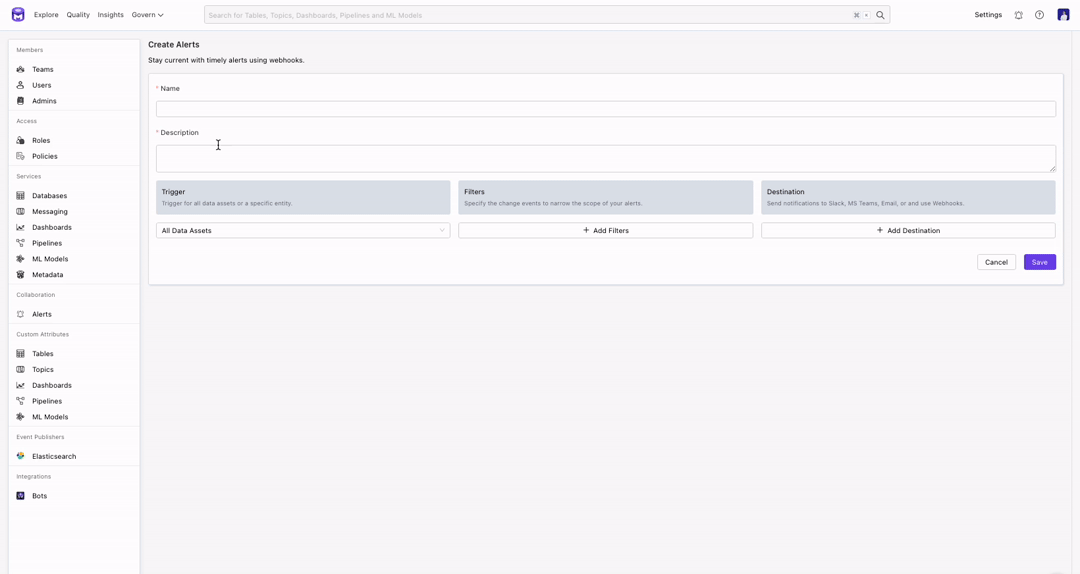 Explore Quality Insights Govern
Search for Tables, Topics, Dashboards, Pipelines and ML Models
Settings
Members
Teams
Users
Admins
Access
Roles
Policies
Services
Databases
Messaging
Dashboards
Pipelines
ML Models
Metadata
Collaboration
Alerts
Custom Attributes
Tables
Topics
Dashboards
Pipelines
ML Models
Event Publishers
Elasticsearch
Integrations
Bots
Create Alerts
Stay current with timely alerts using webhooks.
* Name
* Description
Trigger
Trigger for all data assets or a specific entity.
All Data Assets
Filters
Specify the change events to narrow the scope of your alerts.
+ Add Filters
Destination
Send notifications to Slack, MS Teams, Email, or and use Webhooks.
+ Add Destination
Cancel Save